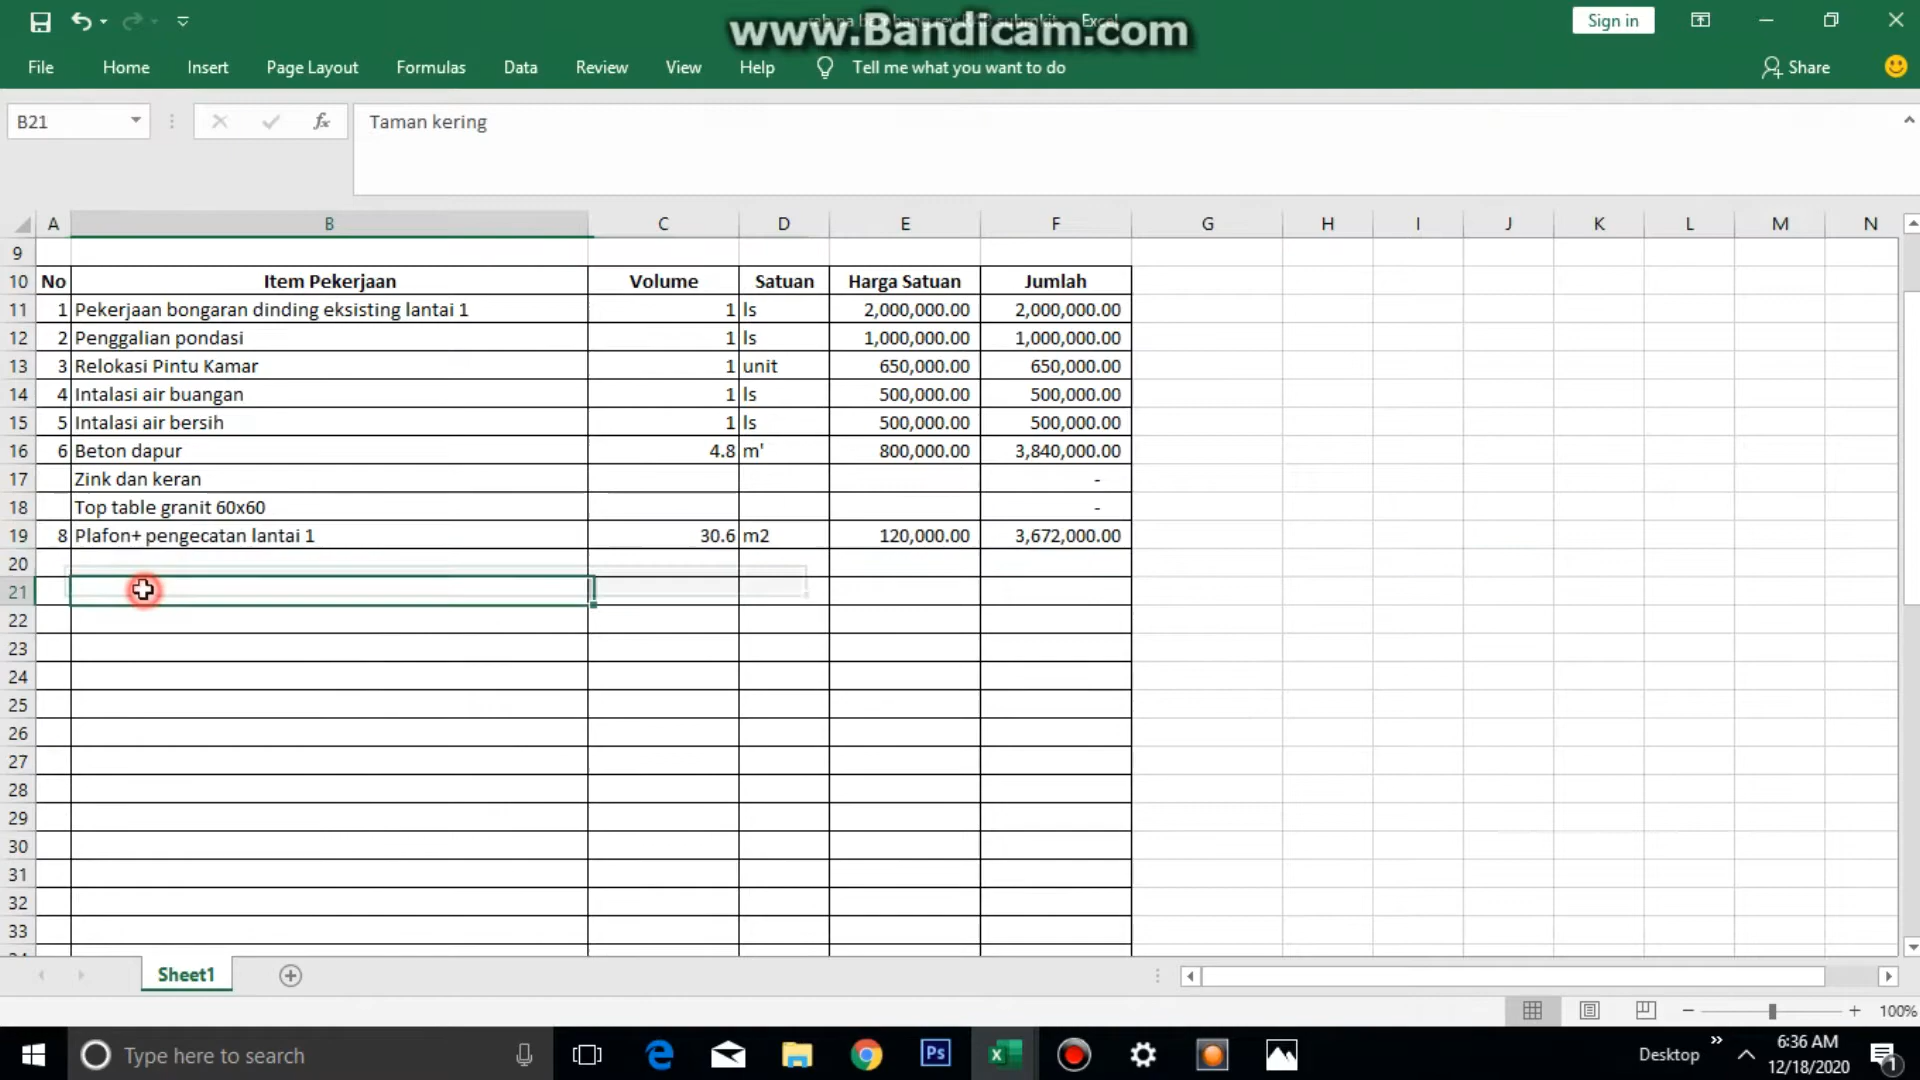 www.Bandicam.com
Excel
Sign in
File Home Insert Page Layout Formulas Data Review View Help Tell me what you want to do Share
B21 fx Taman kering
A B C D E F G H I J K L M N
9
10 No Item Pekerjaan Volume Satuan Harga Satuan Jumlah
11 1 Pekerjaan bongaran dinding eksisting lantai 1 1 ls 2,000,000.00 2,000,000.00
12 2 Penggalian pondasi 1 ls 1,000,000.00 1,000,000.00
13 3 Relokasi Pintu Kamar 1 unit 650,000.00 650,000.00
14 4 Intalasi air buangan 1 ls 500,000.00 500,000.00
15 5 Intalasi air bersih 1 ls 500,000.00 500,000.00
16 6 Beton dapur 4.8 m' 800,000.00 3,840,000.00
17 Zink dan keran -
18 Top table granit 60x60 -
19 8 Plafon+ pengecatan lantai 1 30.6 m2 120,000.00 3,672,000.00
20
21
22
23
24
25
26
27
28
29
30
31
32
33
Sheet1
100%
Type here to search
Ps
Desktop
6:36 AM
12/18/2020
1